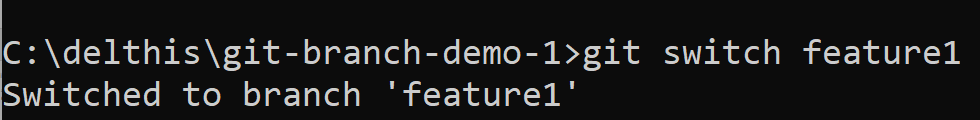 C:\delthis\git-branch-demo-1>git switch feature1
Switched to branch 'feature1'